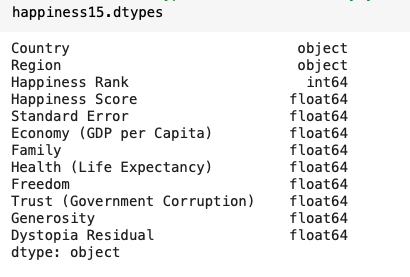 happiness15.dtypes
Country object
Region object
Happiness Rank int64
Happiness Score float64
Standard Error float64
Economy (GDP per Capita) float64
Family float64
Health (Life Expectancy) float64
Freedom float64
Trust (Government Corruption) float64
Generosity float64
Dystopia Residual float64
dtype: object